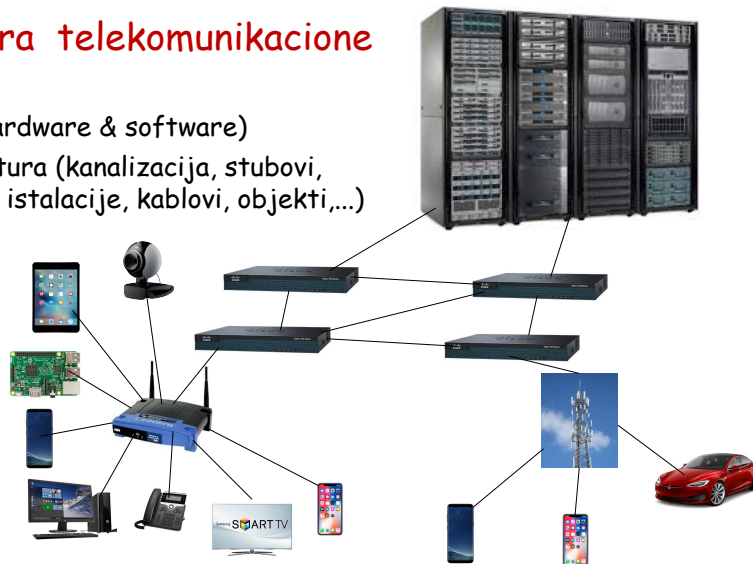 ra telekomunikacione
ardware & software)
tura (kanalizacija, stubovi,
istalacije, kablovi, objekti,...)
SMART TV